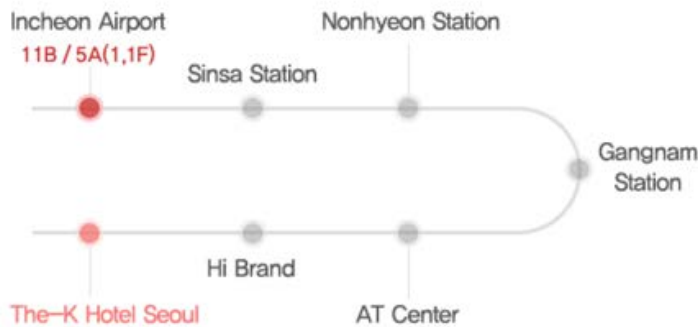 Incheon Airport
11B / 5A(1,1F)
Sinsa Station
Nonhyeon Station
Gangnam
Station
AT Center
Hi Brand
The-K Hotel Seoul